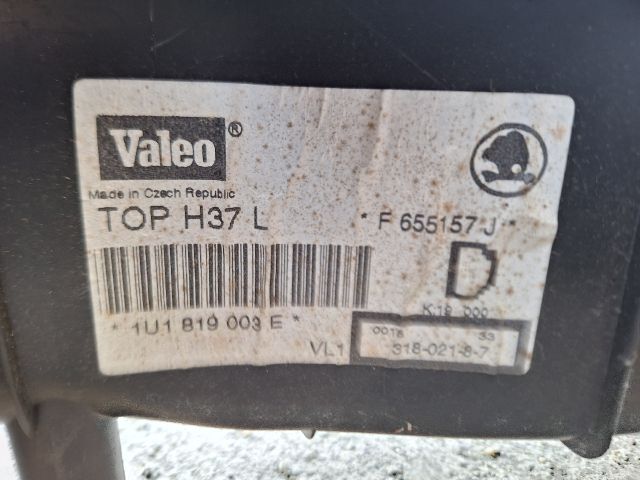 Valeo®
Made in Czech Republic
TOP H37 L * F 655157 J *
D
K19 000
* 1U1 819 003 E *
0018 33
VL1 318-021-8-7